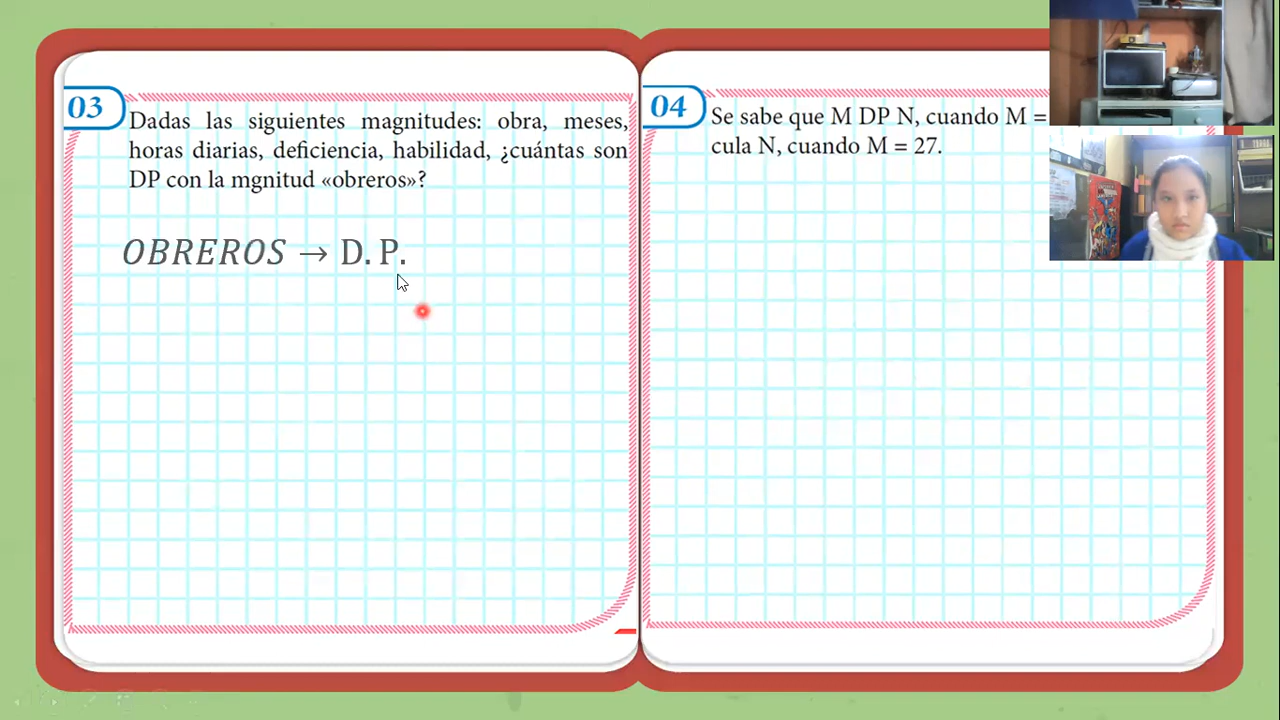 03
Dadas las siguientes magnitudes: obra, meses,
horas diarias, deficiencia, habilidad, ¿cuántas son
DP con la mgnitud «obreros»?
OBREROS → D. P.
04
Se sabe que M DP N, cuando M =
cula N, cuando M = 27.